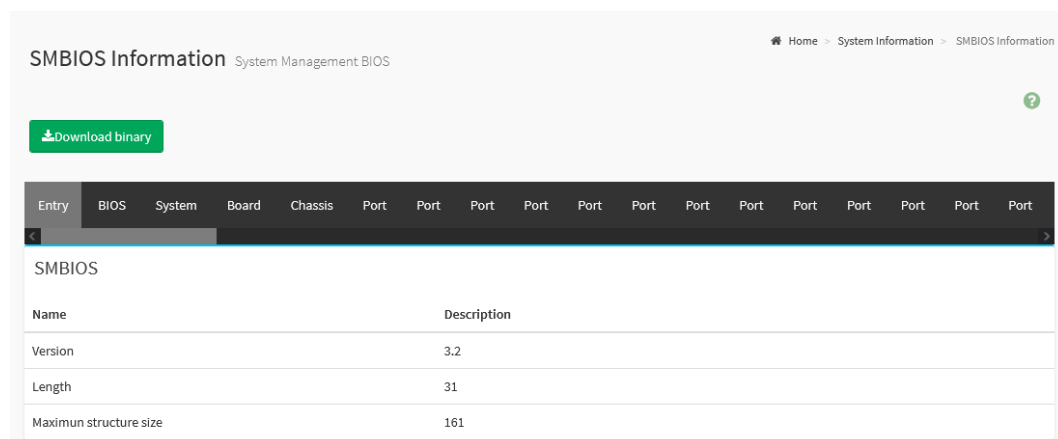 Home > System Information > SMBIOS Information
SMBIOS Information System Management BIOS
?
Download binary
Entry BIOS System Board Chassis Port Port Port Port Port Port Port Port Port Port Port Port Port
SMBIOS
Name Description
Version 3.2
Length 31
Maximun structure size 161